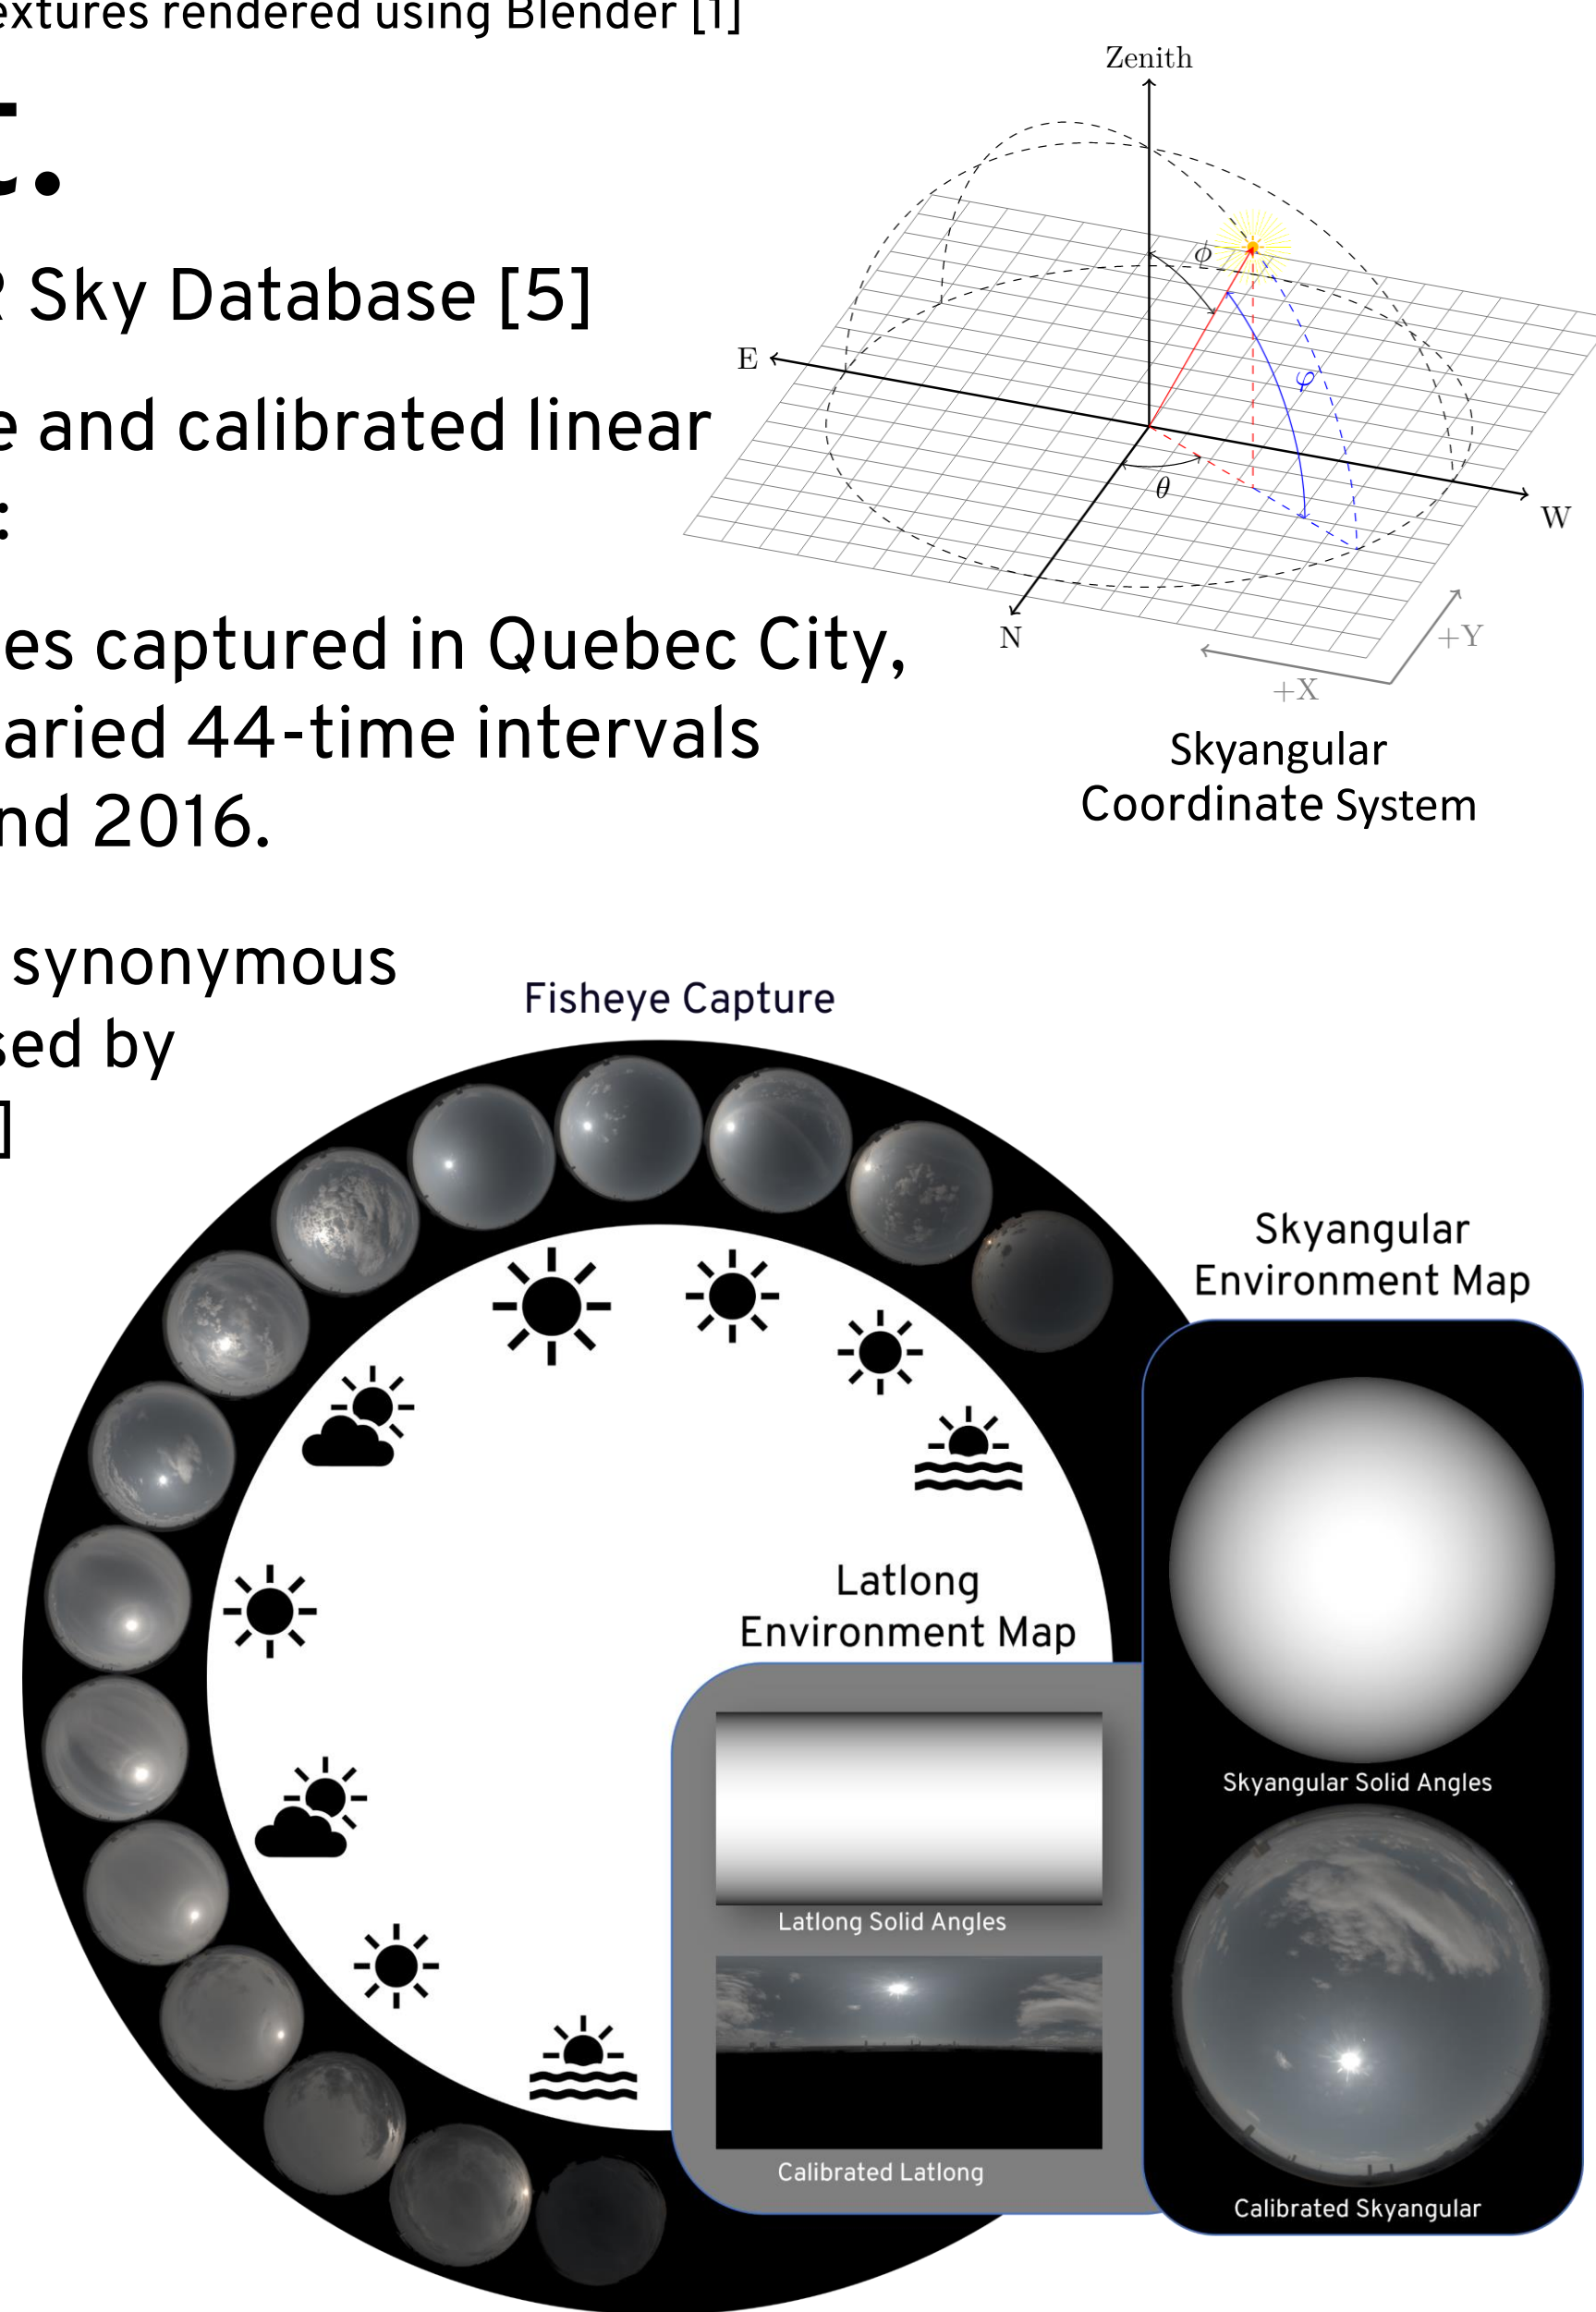 extures rendered using Blender [1]
t.
Sky Database [5]
e and calibrated linear
:
es captured in Quebec City,
aried 44-time intervals
nd 2016.
synonymous
sed by
]
Zenith
ϕ
E
φ
θ
W
N
+Y
+X
Skyangular
Coordinate System
Fisheye Capture
Skyangular
Environment Map
Latlong
Environment Map
Skyangular Solid Angles
Latlong Solid Angles
Calibrated Latlong
Calibrated Skyangular